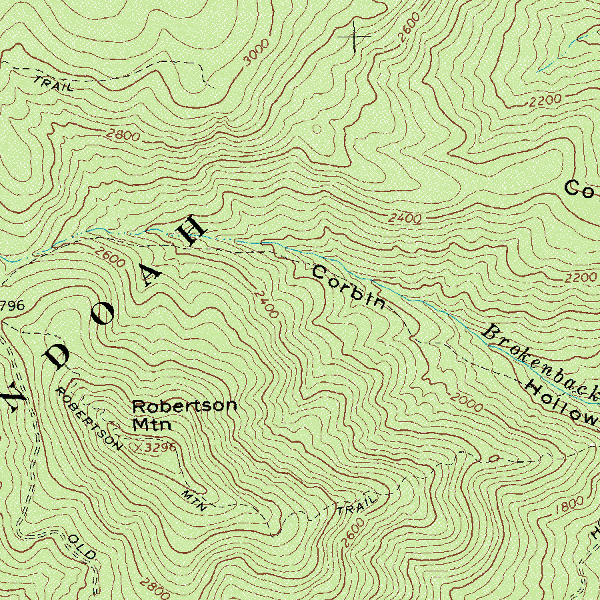 2600
3000
TRAIL
2200
2800
Co
2400
H
2600
A
Corbin
2200
796
O
2400
Brokenback
D
Hollow
N
ROBERTSON
Robertson
Mtn
2000
3296
MTN
TRAIL
1800
2600
OLD
2800